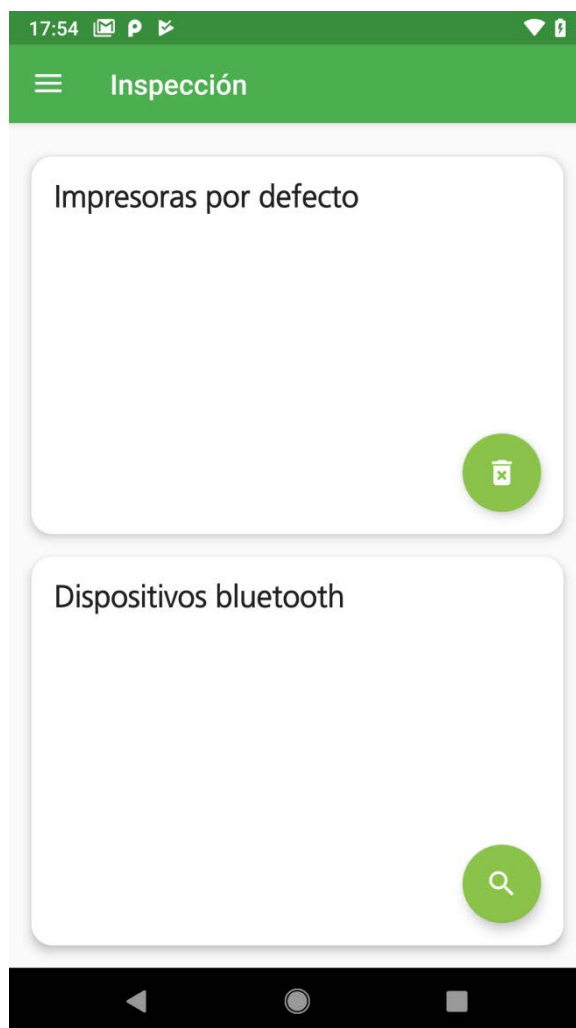 17:54
Inspección
Impresoras por defecto
Dispositivos bluetooth